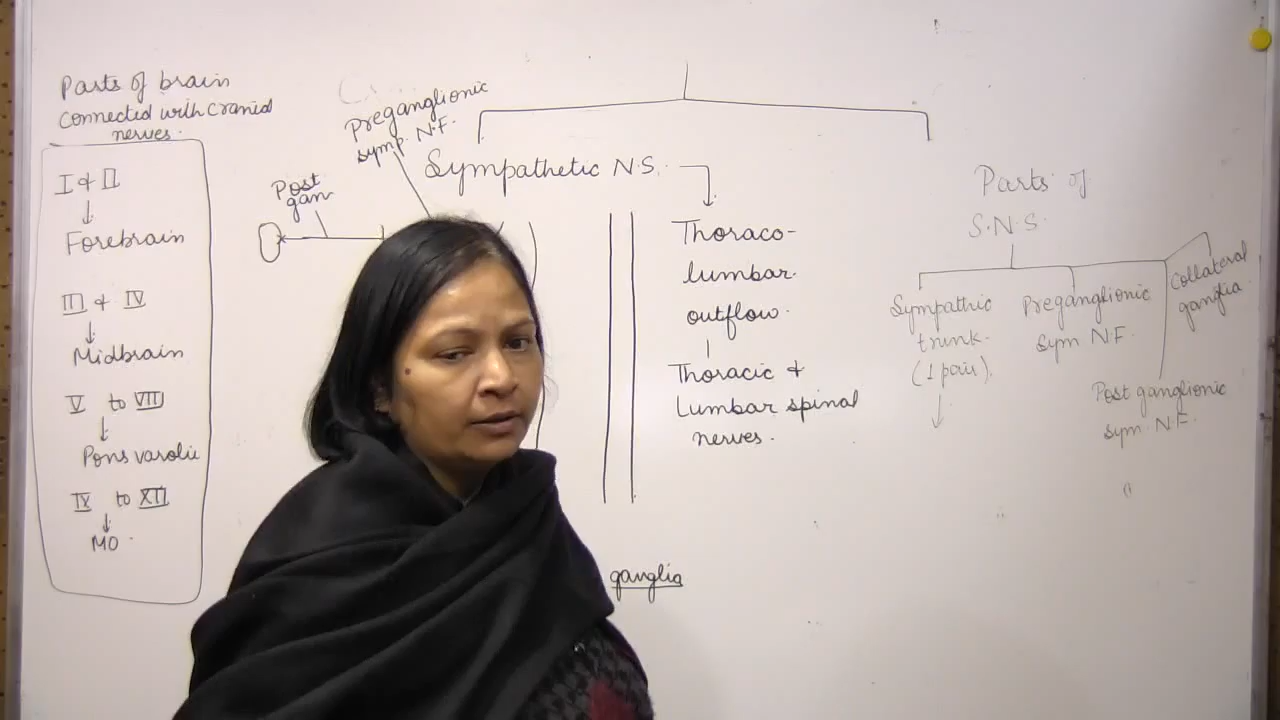 Parts of brain
connected with cranial
nerves.
I & II
Forebrain
III & IV
Midbrain
V to VII
Pons varolii
IX to XII
MO
Preganglionic
symp. N.F.
Post
gan
Sympathetic N.S.
Thoraco-
lumbar
outflow.
Thoracic &
Lumbar spinal
nerves.
ganglia
Parts of
S.N.S.
Sympathic
trunk.
(1 pair).
Preganglionic
sym N.F.
Collateral
ganglia.
Post ganglionic
sym. N.F.